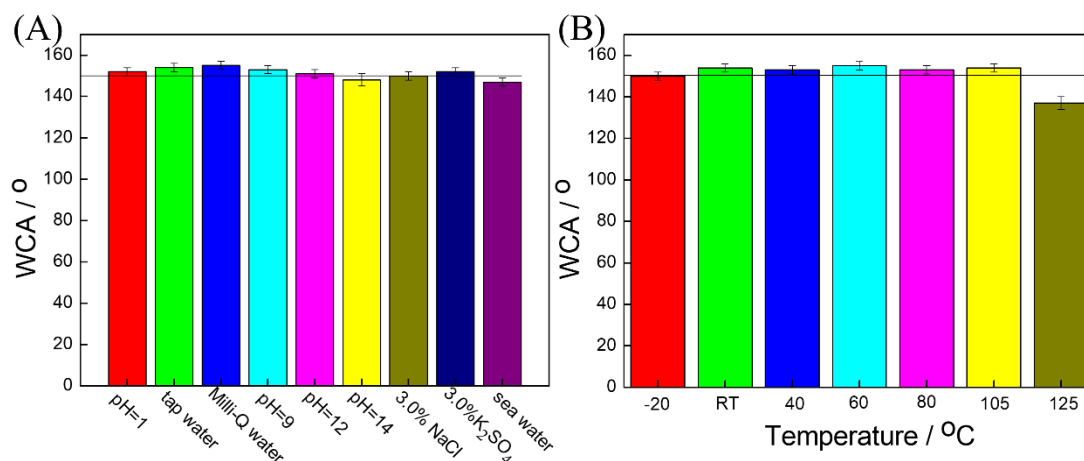 (A)
160
140
120
100
80
60
40
20
0
WCA / º
pH=1
tap water
Milli-Q water
pH=9
pH=12
pH=14
3.0% NaCl
3.0%K₂SO₄
sea water
(B)
160
140
120
100
80
60
40
20
0
WCA / º
-20 RT 40 60 80 105 125
Temperature / ºC